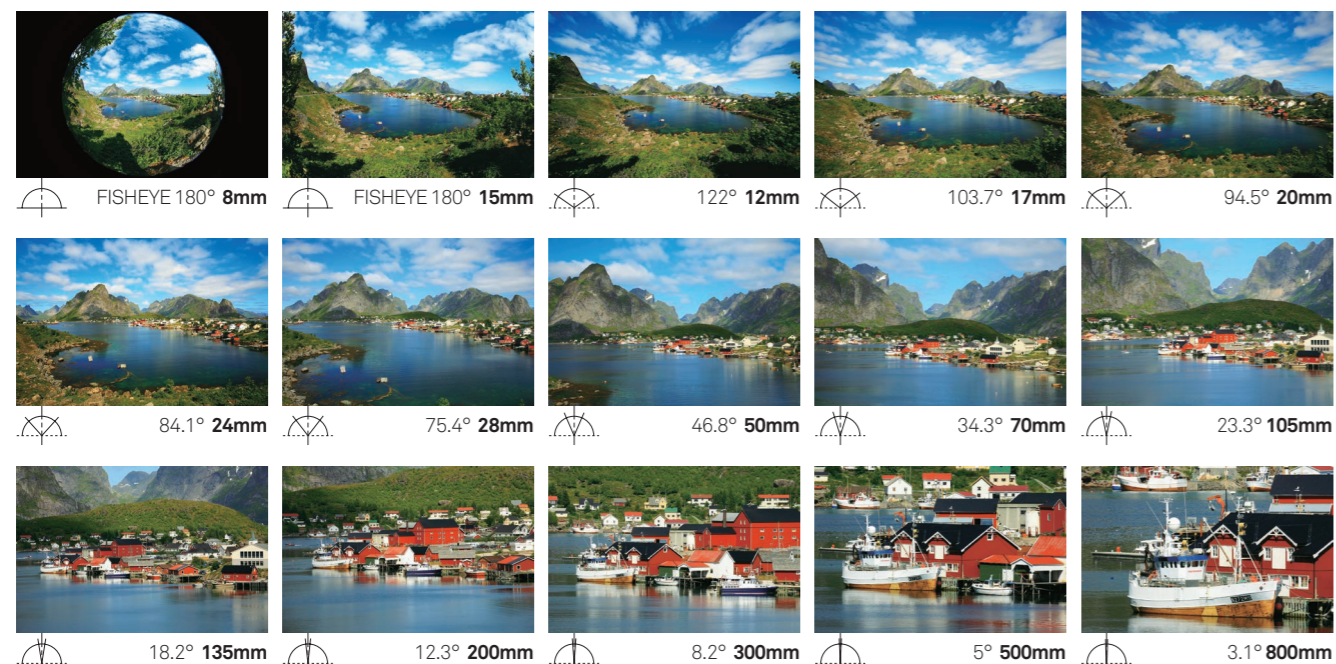 FISHEYE 180° 8mm
FISHEYE 180° 15mm
122° 12mm
103.7° 17mm
94.5° 20mm
84.1° 24mm
75.4° 28mm
46.8° 50mm
34.3° 70mm
23.3° 105mm
18.2° 135mm
12.3° 200mm
8.2° 300mm
5° 500mm
3.1° 800mm